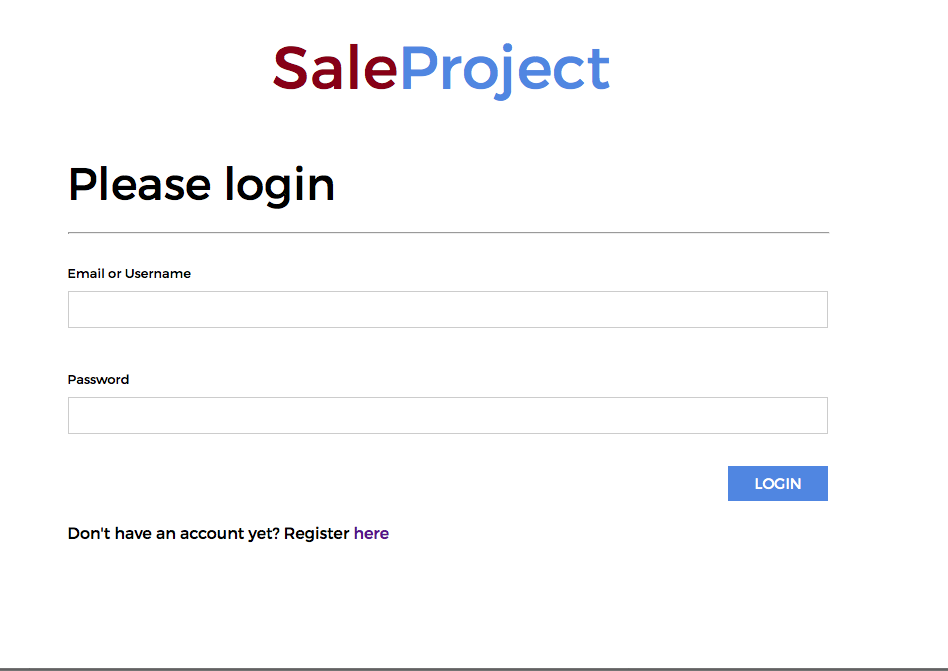 SaleProject
Please login
Email or Username
Password
LOGIN
Don't have an account yet? Register here